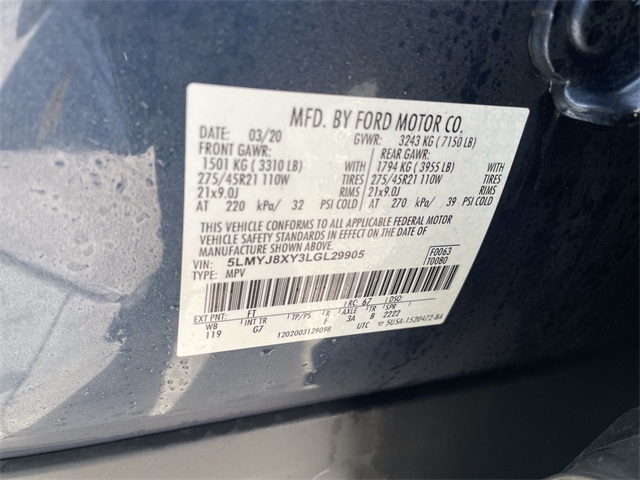 MFD. BY FORD MOTOR CO.
DATE: 03/20 GVWR: 3243 KG ( 7150 LB)
FRONT GAWR: REAR GAWR:
1501 KG ( 3310 LB) WITH 1794 KG ( 3955 LB) WITH
275/45R21 110W TIRES 275/45R21 110W TIRES
21x9.0J RIMS 21x9.0J RIMS
AT 220 kPa/ 32 PSI COLD AT 270 kPa/ 39 PSI COLD
THIS VEHICLE CONFORMS TO ALL APPLICABLE FEDERAL MOTOR
VEHICLE SAFETY STANDARDS IN EFFECT ON THE DATE OF
MANUFACTURE SHOWN ABOVE.
VIN: 5LMYJ8XY3LGL29905 F0063
TYPE: MPV T0080
EXT PNT: FT RC: 67 DSO:
WB INT TR TP/PS R AXLE TR SPR
119 G7 F 3A B 2222
1202003129098 UTC ▽ 5U5A-1520472-BA